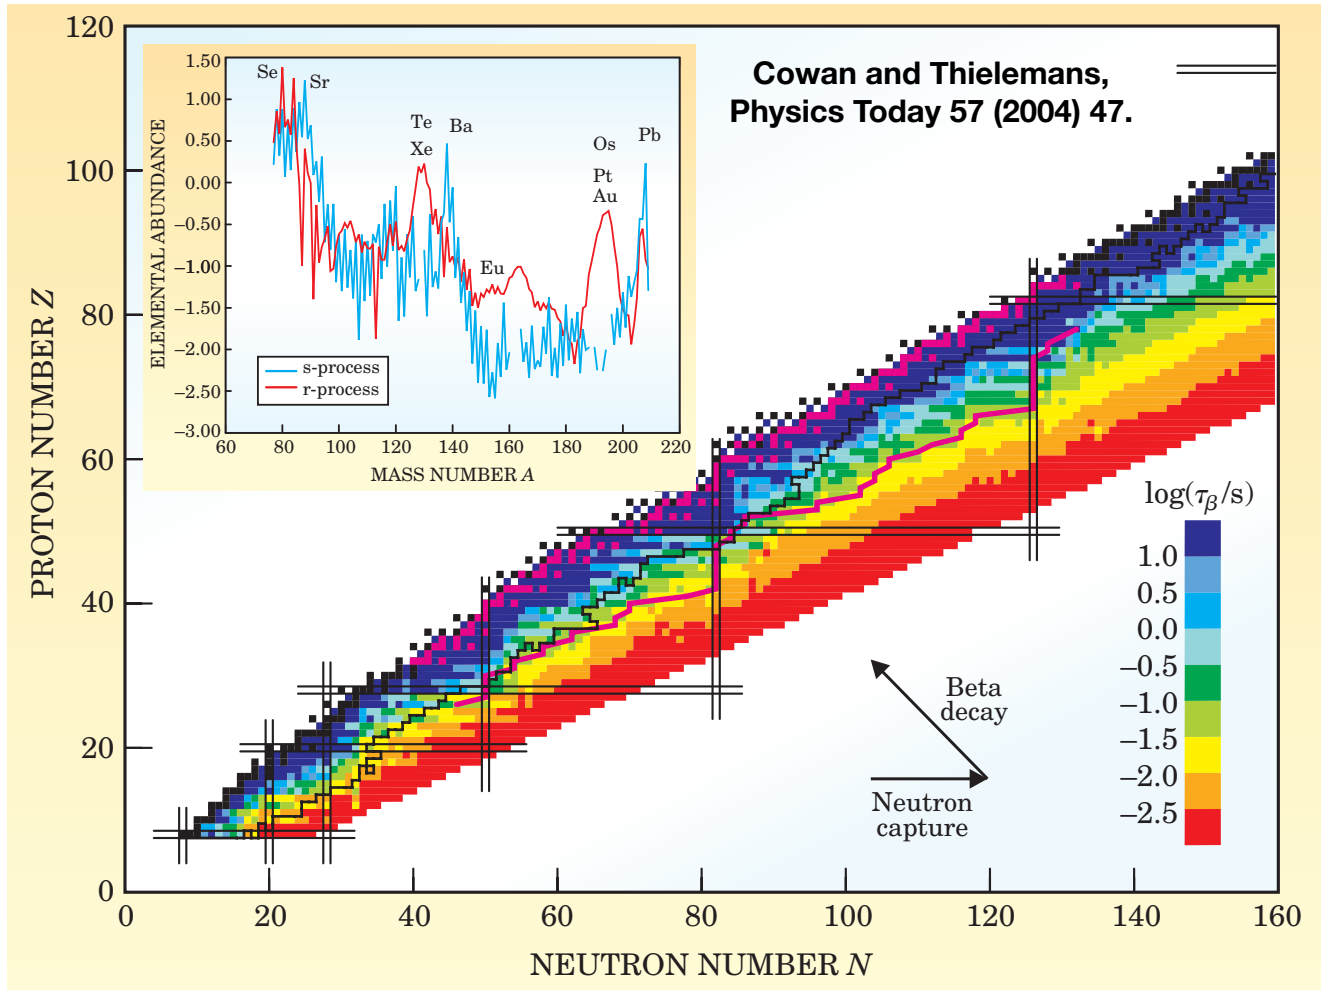 120
100
80
60
40
20
0
PROTON NUMBER Z
0 20 40 60 80 100 120 140 160
NEUTRON NUMBER N
Cowan and Thielemans,
Physics Today 57 (2004) 47.
1.50
1.00
0.50
0.00
−0.50
−1.00
−1.50
−2.00
−2.50
−3.00
ELEMENTAL ABUNDANCE
60 80 100 120 140 160 180 200 220
MASS NUMBER A
Se
Sr
Te
Xe
Ba
Eu
Os
Pt
Au
Pb
s-process
r-process
log(τβ/s)
1.0
0.5
0.0
−0.5
−1.0
−1.5
−2.0
−2.5
Beta
decay
Neutron
capture